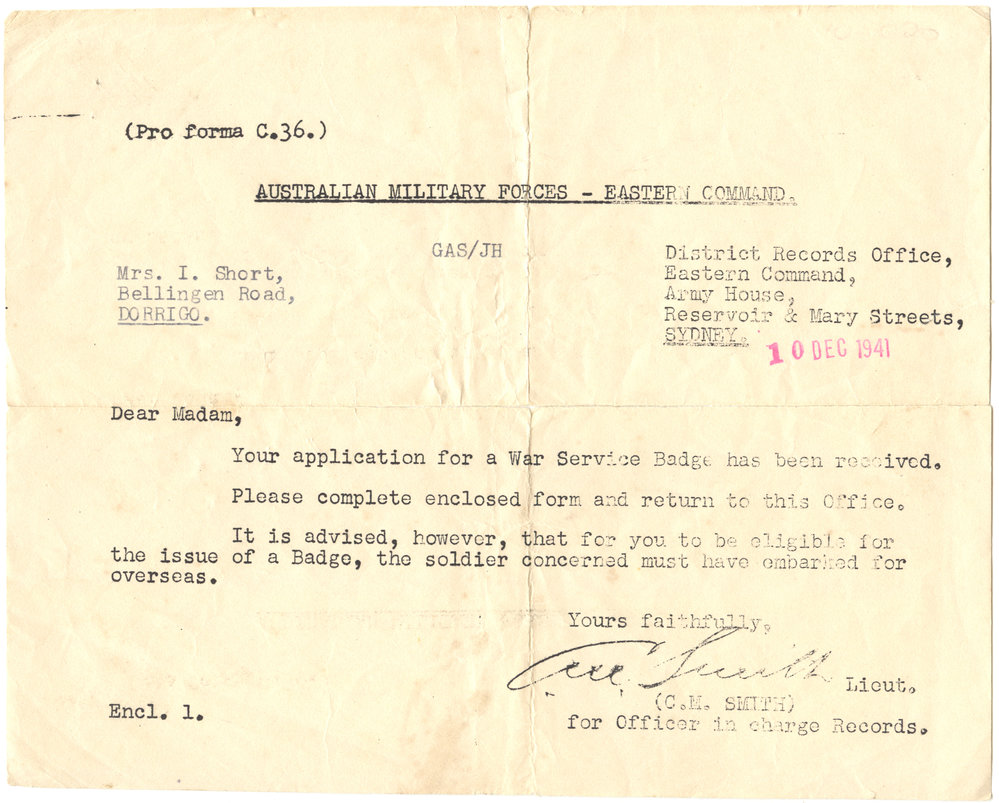 (Pro forma C.36.)
AUSTRALIAN MILITARY FORCES - EASTERN COMMAND.
GAS/JH
Mrs. I. Short,
Bellingen Road,
DORRIGO.
District Records Office,
Eastern Command,
Army House,
Reservoir & Mary Streets,
SYDNEY.
10 DEC 1941
Dear Madam,
Your application for a War Service Badge has been received.
Please complete enclosed form and return to this Office.
It is advised, however, that for you to be eligible for
the issue of a Badge, the soldier concerned must have embarked for
overseas.
Yours faithfully,
CM Smith
Lieut.
(C.M. SMITH)
for Officer in charge Records.
Encl. 1.